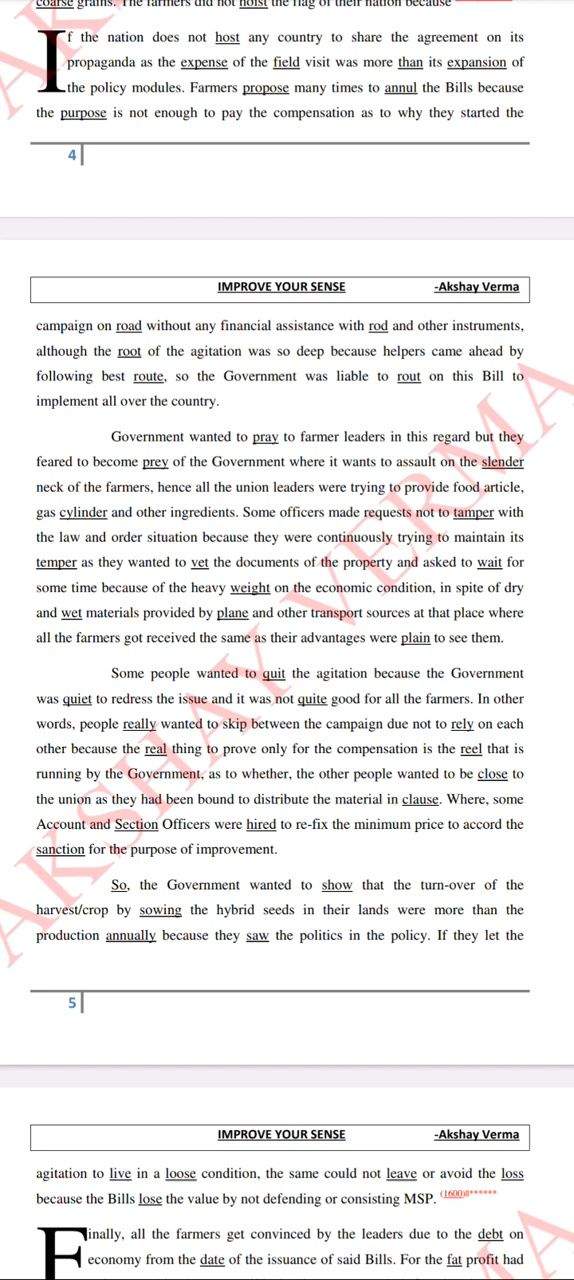 coarse grains. The farmers did not hoist the flag of their nation because
If the nation does not host any country to share the agreement on its
propaganda as the expense of the field visit was more than its expansion of
the policy modules. Farmers propose many times to annul the Bills because
the purpose is not enough to pay the compensation as to why they started the
4
IMPROVE YOUR SENSE -Akshay Verma
campaign on road without any financial assistance with rod and other instruments,
although the root of the agitation was so deep because helpers came ahead by
following best route, so the Government was liable to rout on this Bill to
implement all over the country.
Government wanted to pray to farmer leaders in this regard but they
feared to become prey of the Government where it wants to assault on the slender
neck of the farmers, hence all the union leaders were trying to provide food article,
gas cylinder and other ingredients. Some officers made requests not to tamper with
the law and order situation because they were continuously trying to maintain its
temper as they wanted to vet the documents of the property and asked to wait for
some time because of the heavy weight on the economic condition, in spite of dry
and wet materials provided by plane and other transport sources at that place where
all the farmers got received the same as their advantages were plain to see them.
Some people wanted to quit the agitation because the Government
was quiet to redress the issue and it was not quite good for all the farmers. In other
words, people really wanted to skip between the campaign due not to rely on each
other because the real thing to prove only for the compensation is the reel that is
running by the Government, as to whether, the other people wanted to be close to
the union as they had been bound to distribute the material in clause. Where, some
Account and Section Officers were hired to re-fix the minimum price to accord the
sanction for the purpose of improvement.
So, the Government wanted to show that the turn-over of the
harvest/crop by sowing the hybrid seeds in their lands were more than the
production annually because they saw the politics in the policy. If they let the
5
IMPROVE YOUR SENSE -Akshay Verma
agitation to live in a loose condition, the same could not leave or avoid the loss
because the Bills lose the value by not defending or consisting MSP.
Finally, all the farmers get convinced by the leaders due to the debt on
economy from the date of the issuance of said Bills. For the fat profit had
AKSHAY VERMA